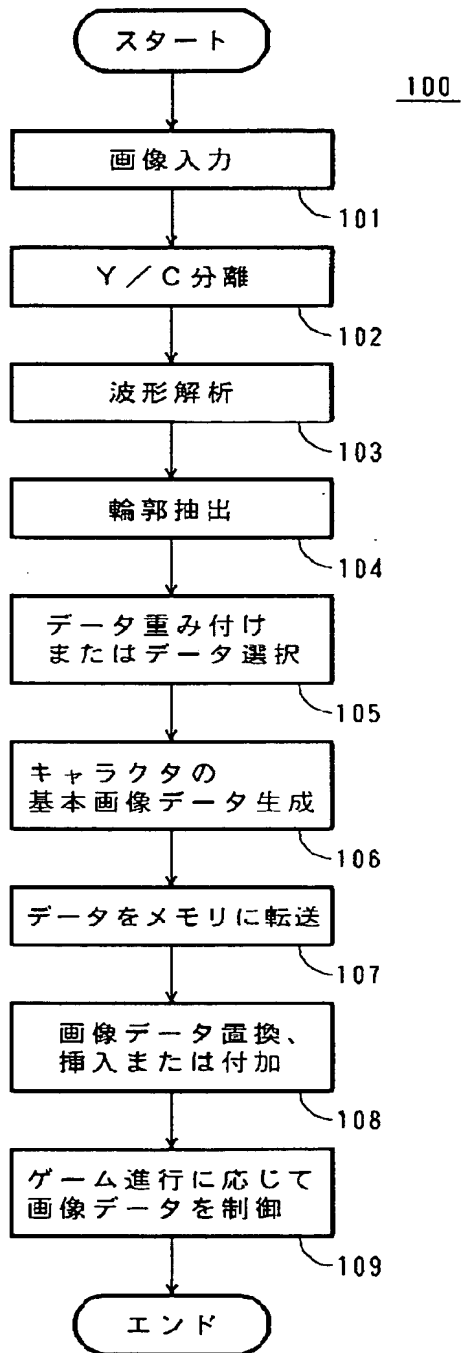 スタート
100
画像入力
101
Y/C分離
102
波形解析
103
輪郭抽出
104
データ重み付け
またはデータ選択
105
キャラクタの
基本画像データ生成
106
データをメモリに転送
107
画像データ置換、
挿入または付加
108
ゲーム進行に応じて
画像データを制御
109
エンド